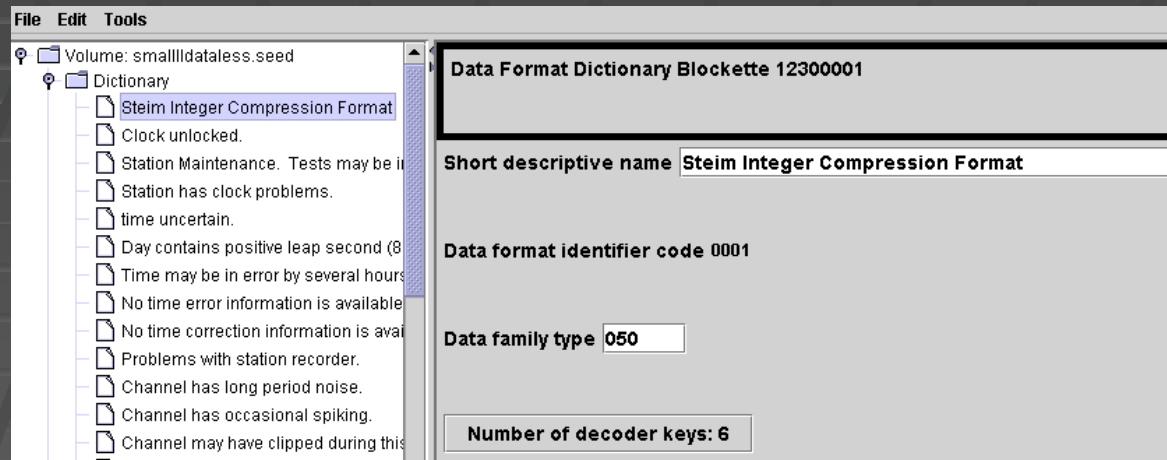 File Edit Tools
Volume: smalllldataless.seed
Dictionary
Steim Integer Compression Format
Clock unlocked.
Station Maintenance. Tests may be in
Station has clock problems.
time uncertain.
Day contains positive leap second (8
Time may be in error by several hours
No time error information is available
No time correction information is avai
Problems with station recorder.
Channel has long period noise.
Channel has occasional spiking.
Channel may have clipped during this
Data Format Dictionary Blockette 12300001
Short descriptive name Steim Integer Compression Format
Data format identifier code 0001
Data family type 050
Number of decoder keys: 6